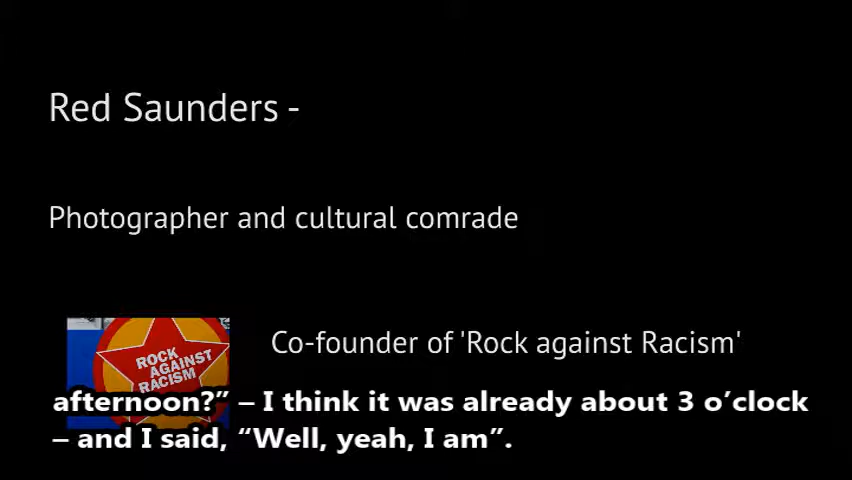 Red Saunders -
Photographer and cultural comrade
Co-founder of 'Rock against Racism'
ROCK
AGAINST
RACISM
afternoon?” – I think it was already about 3 o’clock
– and I said, “Well, yeah, I am”.